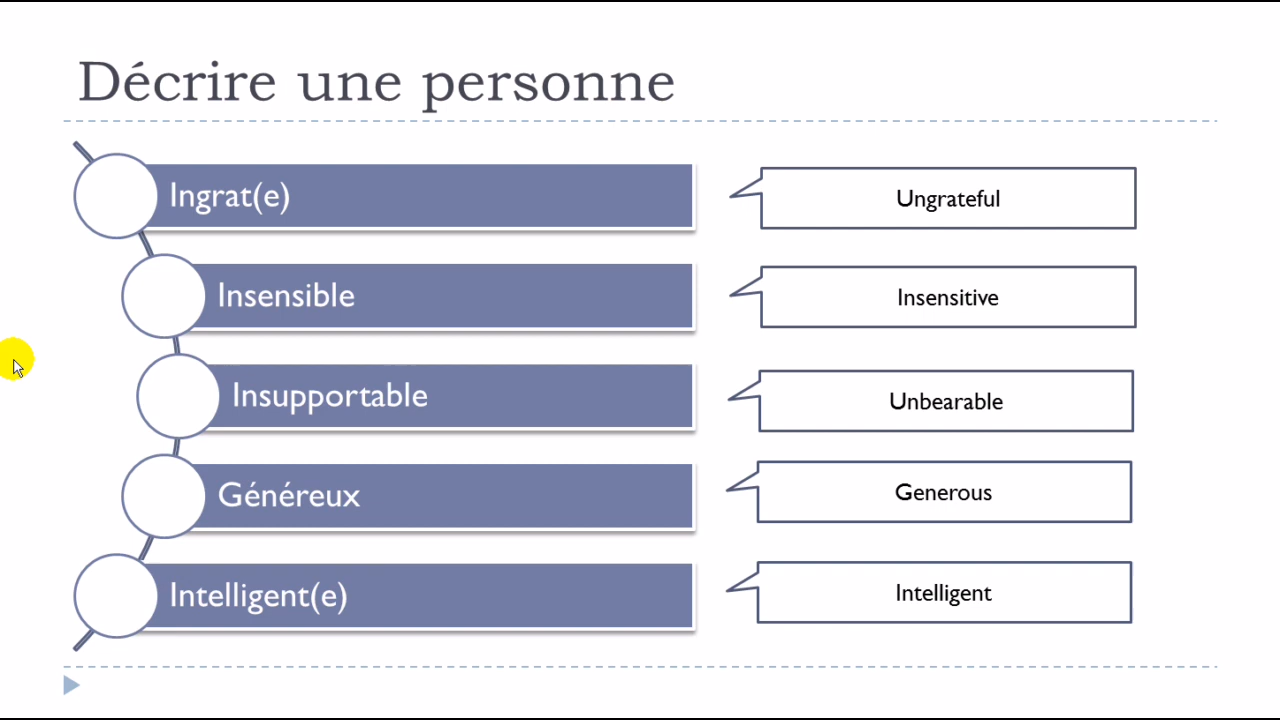 Décrire une personne
Ingrat(e)
Ungrateful
Insensible
Insensitive
Insupportable
Unbearable
Généreux
Generous
Intelligent(e)
Intelligent